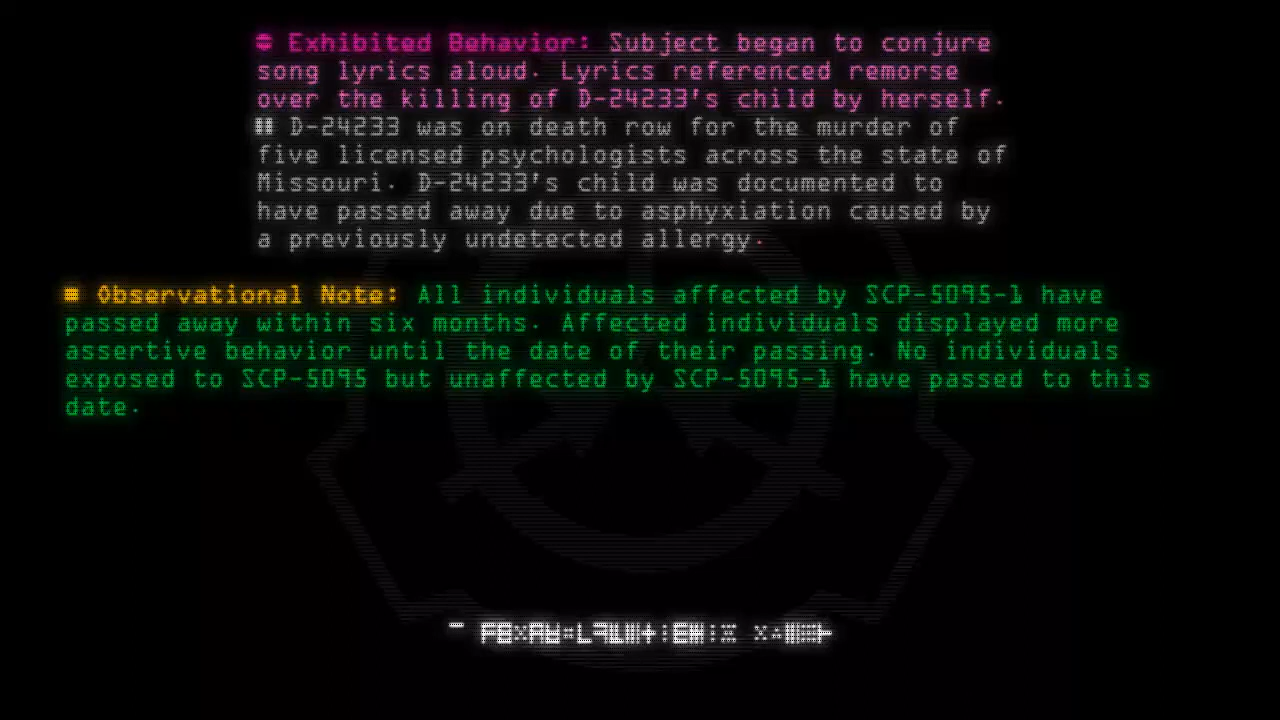 Exhibited Behavior: Subject began to conjure
song lyrics aloud. Lyrics referenced remorse
over the killing of D-24233's child by herself.
D-24233 was on death row for the murder of
five licensed psychologists across the state of
Missouri. D-24233's child was documented to
have passed away due to asphyxiation caused by
a previously undetected allergy.
Observational Note: All individuals affected by SCP-5095-1 have
passed away within six months. Affected individuals displayed more
assertive behavior until the date of their passing. No individuals
exposed to SCP-5095 but unaffected by SCP-5095-1 have passed to this
date.